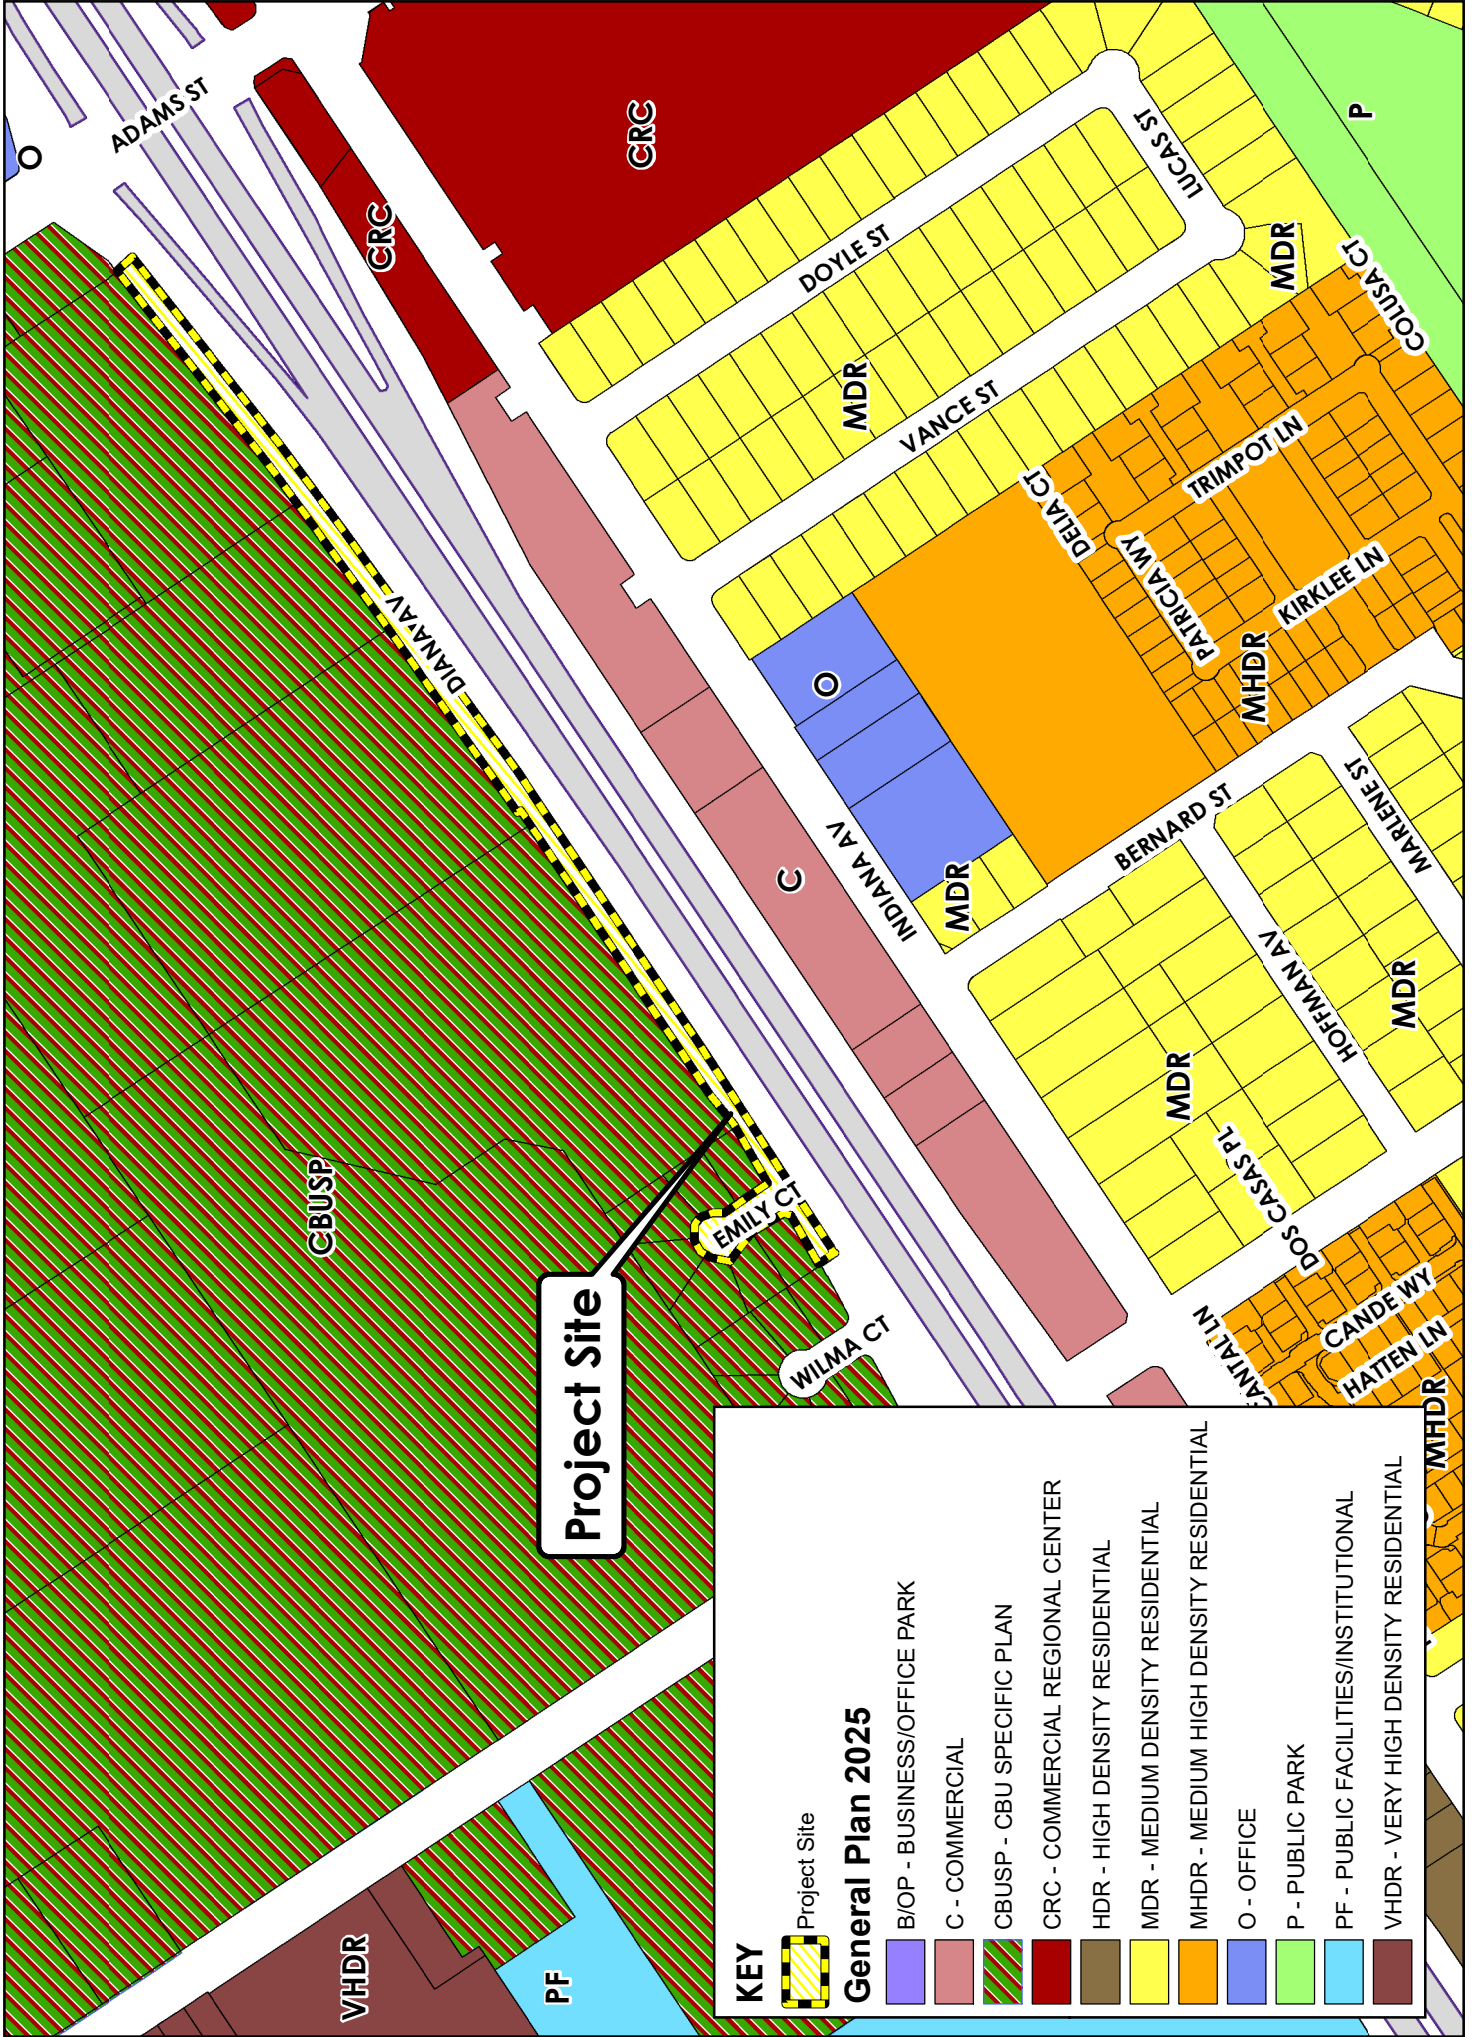 O
ADAMS ST
CRC
CRC
P
LUCAS ST
DOYLE ST
MDR
COLUSA CT
MDR
VANCE ST
TRIMPOT LN
DELIA CT
PATRICIA WY
KIRKLEE LN
MHDR
DIANA AV
O
INDIANA AV
C
MDR
BERNARD ST
MARLENE ST
HOFFMAN AV
MDR
MDR
DOS CASAS PL
CBUSP
EMILY CT
WILMA CT
CANDE WY
HATTEN LN
CANTAL LN
MHDR
Project Site
VHDR
PF
KEY
Project Site
General Plan 2025
B/OP - BUSINESS/OFFICE PARK
C - COMMERCIAL
CBUSP - CBU SPECIFIC PLAN
CRC - COMMERCIAL REGIONAL CENTER
HDR - HIGH DENSITY RESIDENTIAL
MDR - MEDIUM DENSITY RESIDENTIAL
MHDR - MEDIUM HIGH DENSITY RESIDENTIAL
O - OFFICE
P - PUBLIC PARK
PF - PUBLIC FACILITIES/INSTITUTIONAL
VHDR - VERY HIGH DENSITY RESIDENTIAL